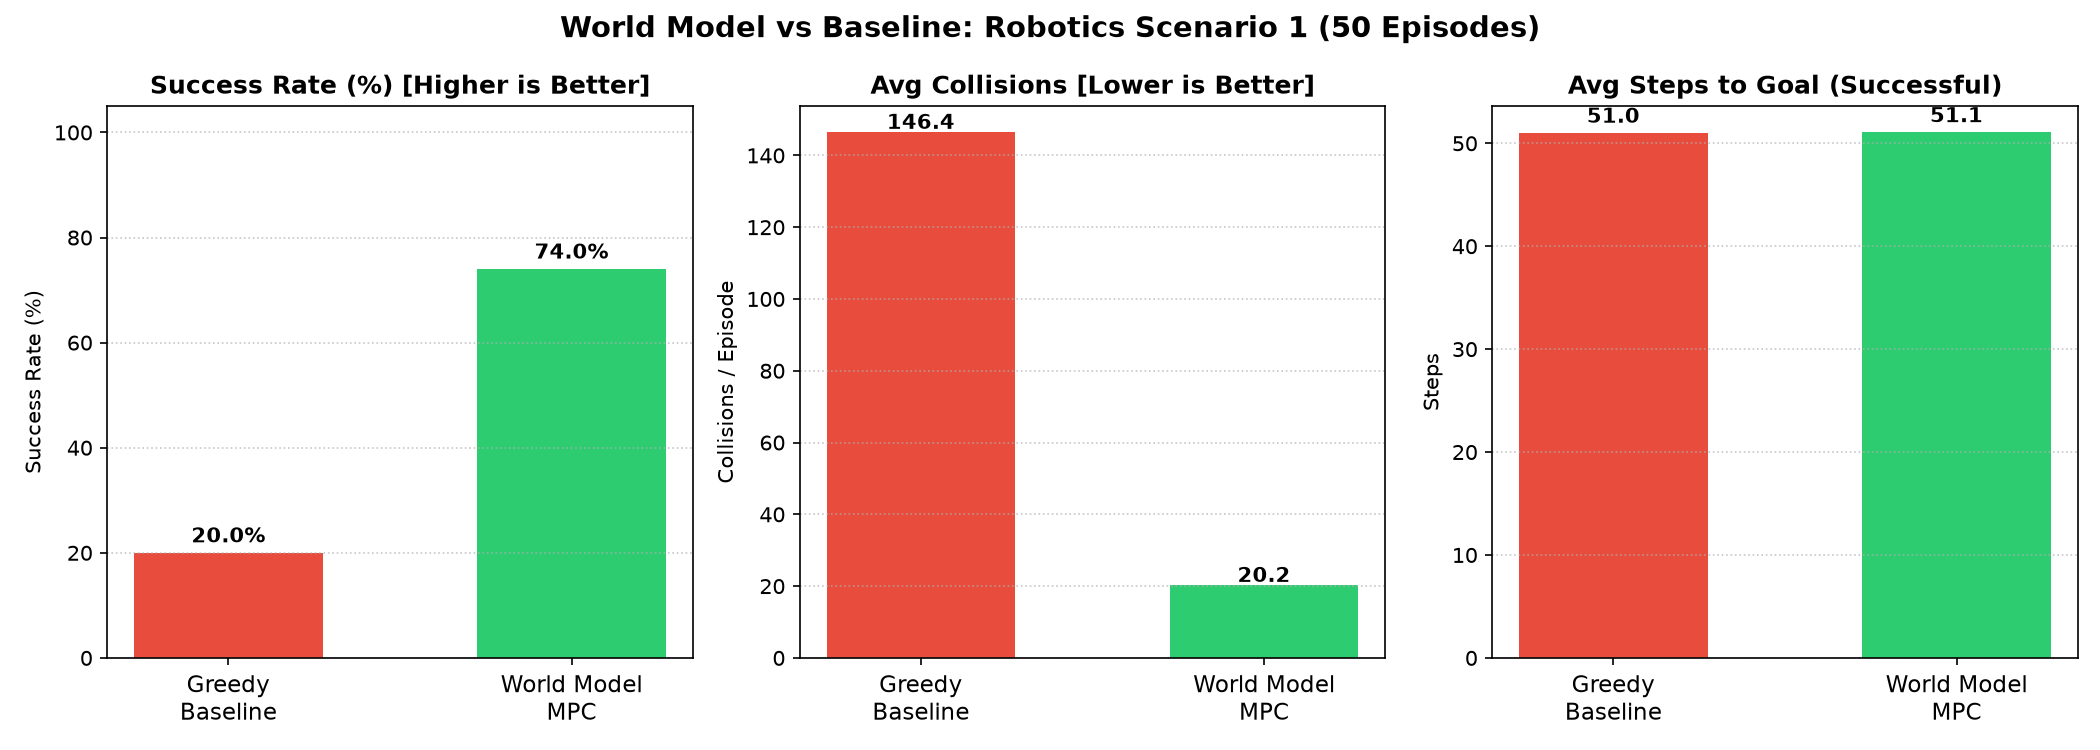 World Model vs Baseline: Robotics Scenario 1 (50 Episodes)
Success Rate (%) [Higher is Better]
Success Rate (%)
100
80
60
40
20
0
20.0%
74.0%
Greedy
Baseline
World Model
MPC
Avg Collisions [Lower is Better]
Collisions / Episode
140
120
100
80
60
40
20
0
146.4
20.2
Greedy
Baseline
World Model
MPC
Avg Steps to Goal (Successful)
Steps
50
40
30
20
10
0
51.0
51.1
Greedy
Baseline
World Model
MPC